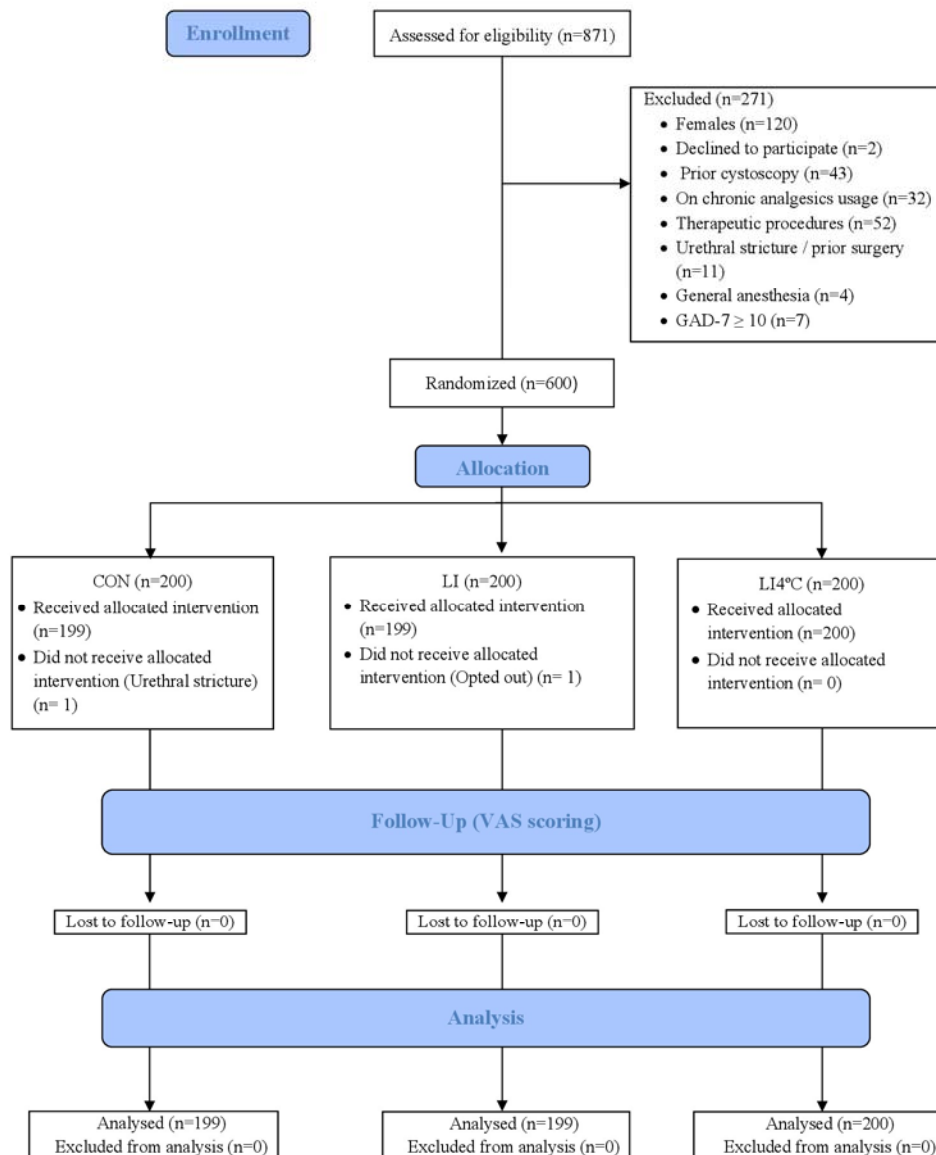 Enrollment
Assessed for eligibility (n=871)
Excluded (n=271)
• Females (n=120)
• Declined to participate (n=2)
• Prior cystoscopy (n=43)
• On chronic analgesics usage (n=32)
• Therapeutic procedures (n=52)
• Urethral stricture / prior surgery
(n=11)
• General anesthesia (n=4)
• GAD-7 ≥ 10 (n=7)
Randomized (n=600)
Allocation
CON (n=200)
• Received allocated intervention
(n=199)
• Did not receive allocated
intervention (Urethral stricture)
(n= 1)
LI (n=200)
• Received allocated intervention
(n=199)
• Did not receive allocated
intervention (Opted out) (n= 1)
LI4°C (n=200)
• Received allocated
intervention (n=200)
• Did not receive allocated
intervention (n= 0)
Follow-Up (VAS scoring)
Lost to follow-up (n=0)
Lost to follow-up (n=0)
Lost to follow-up (n=0)
Analysis
Analysed (n=199)
Excluded from analysis (n=0)
Analysed (n=199)
Excluded from analysis (n=0)
Analysed (n=200)
Excluded from analysis (n=0)